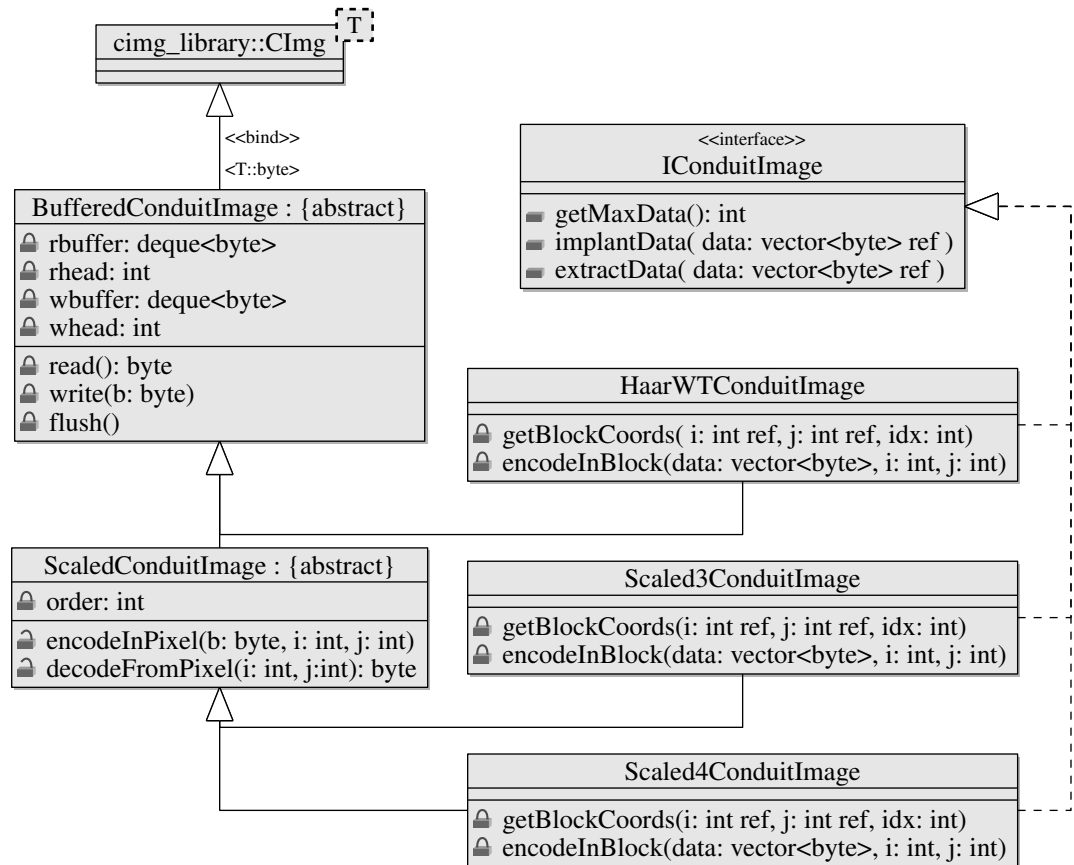 T
cimg_library::CImg
<<bind>>
<T::byte>
BufferedConduitImage : {abstract}
rbuffer: deque<byte>
rhead: int
wbuffer: deque<byte>
whead: int
read(): byte
write(b: byte)
flush()
<<interface>>
IConduitImage
getMaxData(): int
implantData( data: vector<byte> ref )
extractData( data: vector<byte> ref )
HaarWTConduitImage
getBlockCoords( i: int ref, j: int ref, idx: int)
encodeInBlock(data: vector<byte>, i: int, j: int)
ScaledConduitImage : {abstract}
order: int
encodeInPixel(b: byte, i: int, j: int)
decodeFromPixel(i: int, j:int): byte
Scaled3ConduitImage
getBlockCoords(i: int ref, j: int ref, idx: int)
encodeInBlock(data: vector<byte>, i: int, j: int)
Scaled4ConduitImage
getBlockCoords(i: int ref, j: int ref, idx: int)
encodeInBlock(data: vector<byte>, i: int, j: int)